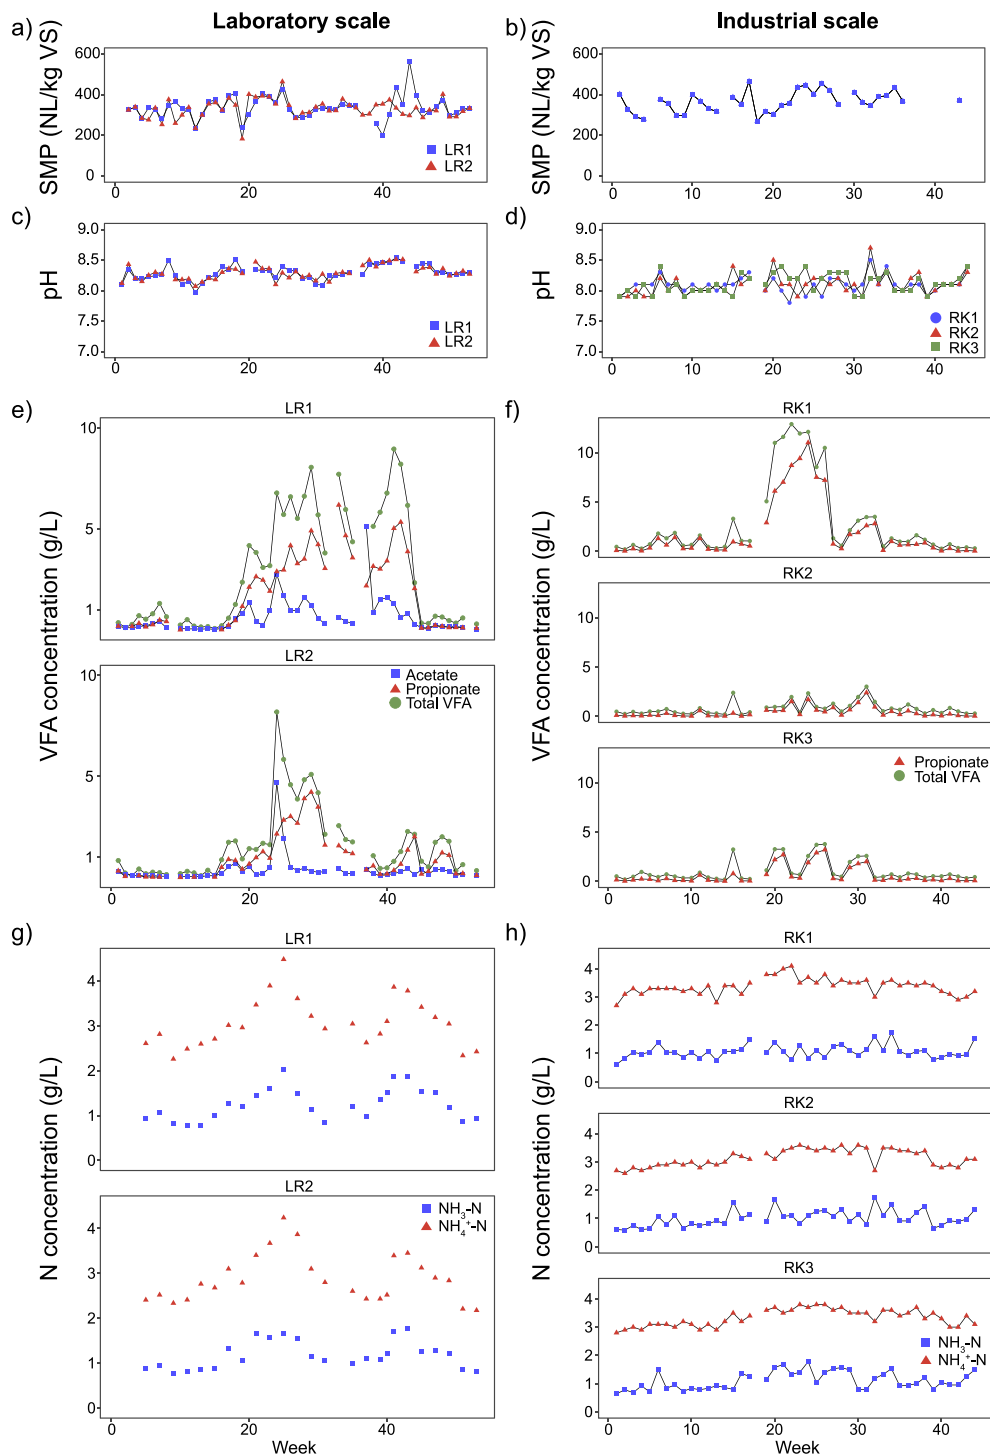 Laboratory scale
Industrial scale
a)
SMP (NL/kg VS)
600
400
200
0
LR1
LR2
0
20
40
b)
SMP (NL/kg VS)
600
400
200
0
0
10
20
30
40
c)
pH
9.0
8.5
8.0
7.5
7.0
LR1
LR2
0
20
40
d)
pH
9.0
8.5
8.0
7.5
7.0
RK1
RK2
RK3
0
10
20
30
40
e)
VFA concentration (g/L)
LR1
10
5
1
LR2
10
5
1
Acetate
Propionate
Total VFA
0
20
40
f)
VFA concentration (g/L)
RK1
10
5
0
RK2
10
5
0
RK3
10
5
0
Propionate
Total VFA
0
10
20
30
40
g)
N concentration (g/L)
LR1
4
3
2
1
0
LR2
4
3
2
1
0
NH₃-N
NH₄⁺-N
0
20
40
Week
h)
N concentration (g/L)
RK1
4
3
2
1
0
RK2
4
3
2
1
0
RK3
4
3
2
1
0
NH₃-N
NH₄⁺-N
0
10
20
30
40
Week